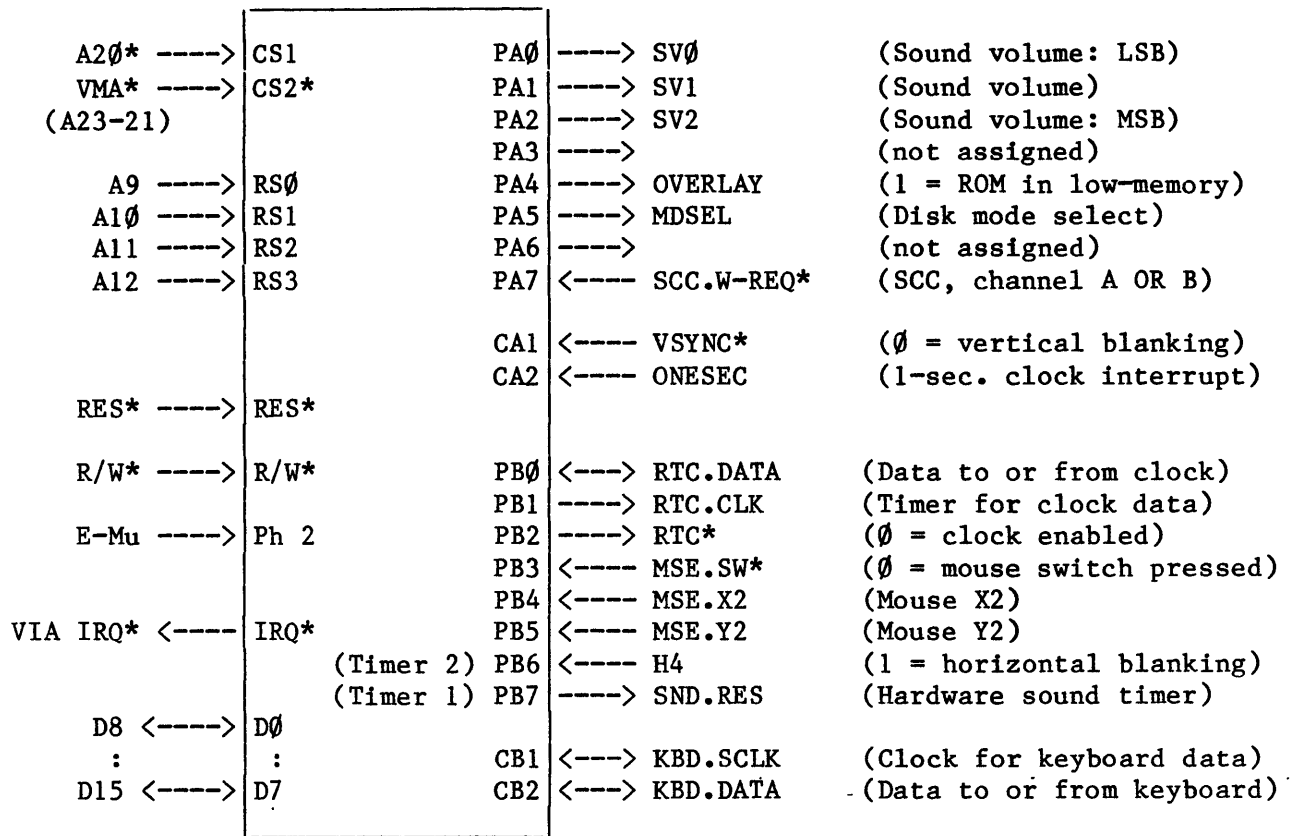 A2Ø* ----> CS1 PAØ ----> SVØ (Sound volume: LSB)
VMA* ----> CS2* PA1 ----> SV1 (Sound volume)
(A23-21) PA2 ----> SV2 (Sound volume: MSB)
PA3 ----> (not assigned)
A9 ----> RSØ PA4 ----> OVERLAY (1 = ROM in low-memory)
A1Ø ----> RS1 PA5 ----> MDSEL (Disk mode select)
A11 ----> RS2 PA6 ----> (not assigned)
A12 ----> RS3 PA7 <---- SCC.W-REQ* (SCC, channel A OR B)
CA1 <---- VSYNC* (Ø = vertical blanking)
CA2 <---- ONESEC (1-sec. clock interrupt)
RES* ----> RES*
R/W* ----> R/W* PBØ <---> RTC.DATA (Data to or from clock)
PB1 ----> RTC.CLK (Timer for clock data)
E-Mu ----> Ph 2 PB2 ----> RTC* (Ø = clock enabled)
PB3 <---- MSE.SW* (Ø = mouse switch pressed)
PB4 <---- MSE.X2 (Mouse X2)
VIA IRQ* <---- IRQ* PB5 <---- MSE.Y2 (Mouse Y2)
(Timer 2) PB6 <---- H4 (1 = horizontal blanking)
(Timer 1) PB7 ----> SND.RES (Hardware sound timer)
D8 <----> DØ
: : CB1 <---> KBD.SCLK (Clock for keyboard data)
D15 <----> D7 CB2 <---> KBD.DATA (Data to or from keyboard)